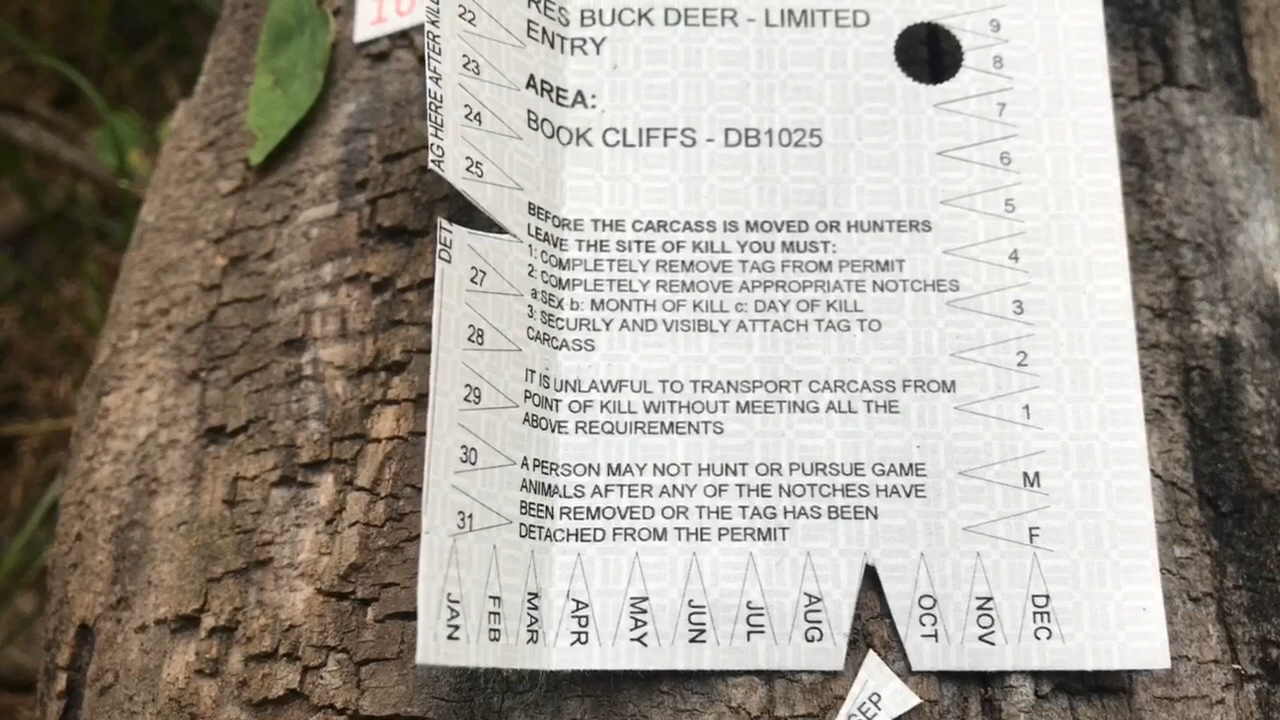 10
RES BUCK DEER - LIMITED
ENTRY
AREA:
BOOK CLIFFS - DB1025
BEFORE THE CARCASS IS MOVED OR HUNTERS
LEAVE THE SITE OF KILL YOU MUST:
1: COMPLETELY REMOVE TAG FROM PERMIT
2: COMPLETELY REMOVE APPROPRIATE NOTCHES
a:SEX b: MONTH OF KILL c: DAY OF KILL
3: SECURLY AND VISIBLY ATTACH TAG TO
CARCASS
IT IS UNLAWFUL TO TRANSPORT CARCASS FROM
POINT OF KILL WITHOUT MEETING ALL THE
ABOVE REQUIREMENTS
A PERSON MAY NOT HUNT OR PURSUE GAME
ANIMALS AFTER ANY OF THE NOTCHES HAVE
BEEN REMOVED OR THE TAG HAS BEEN
DETACHED FROM THE PERMIT
HERE AFTER KILL
22
23
24
25
27
28
29
30
31
9
8
7
6
5
4
3
2
1
M
F
JAN FEB MAR APR MAY JUN JUL AUG OCT NOV DEC
SEP